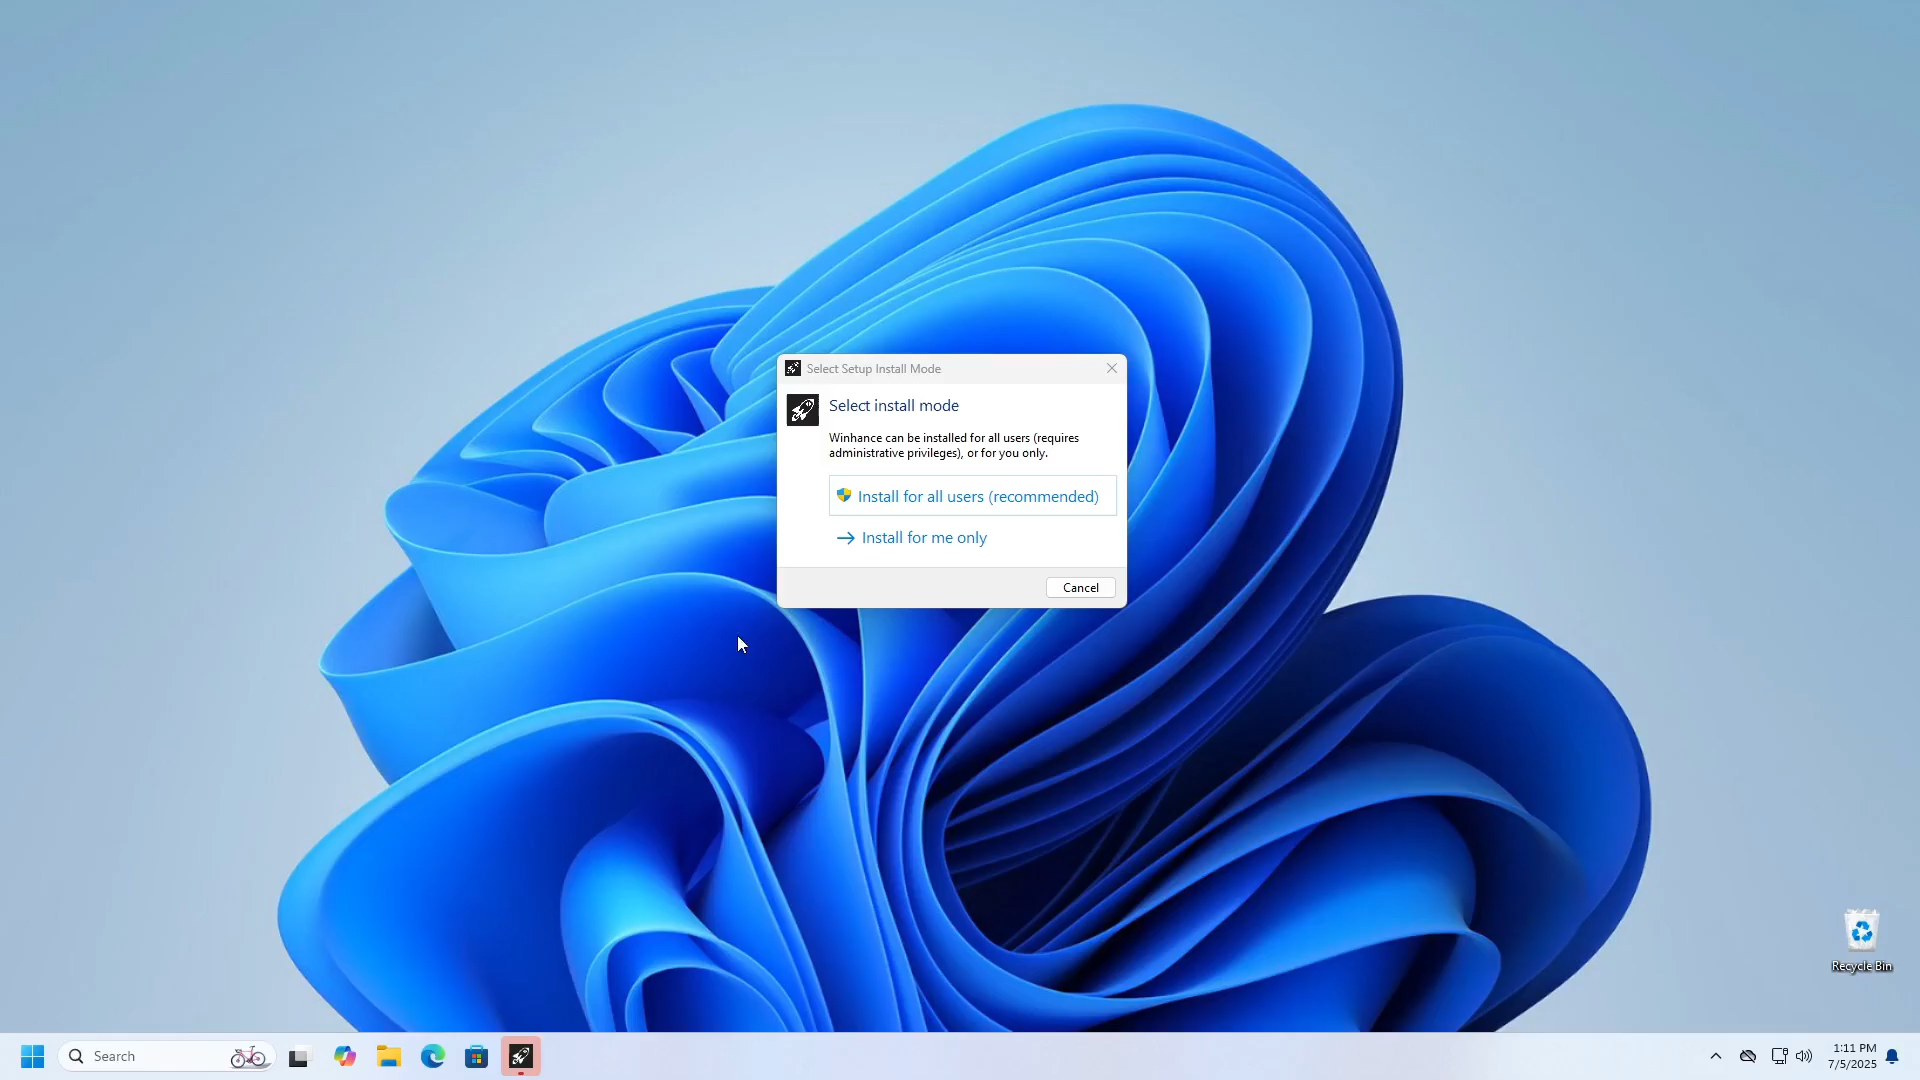 Select Setup Install Mode
Select install mode
Winhance can be installed for all users (requires
administrative privileges), or for you only.
Install for all users (recommended)
Install for me only
Cancel
Recycle Bin
Search
1:11 PM
7/5/2025